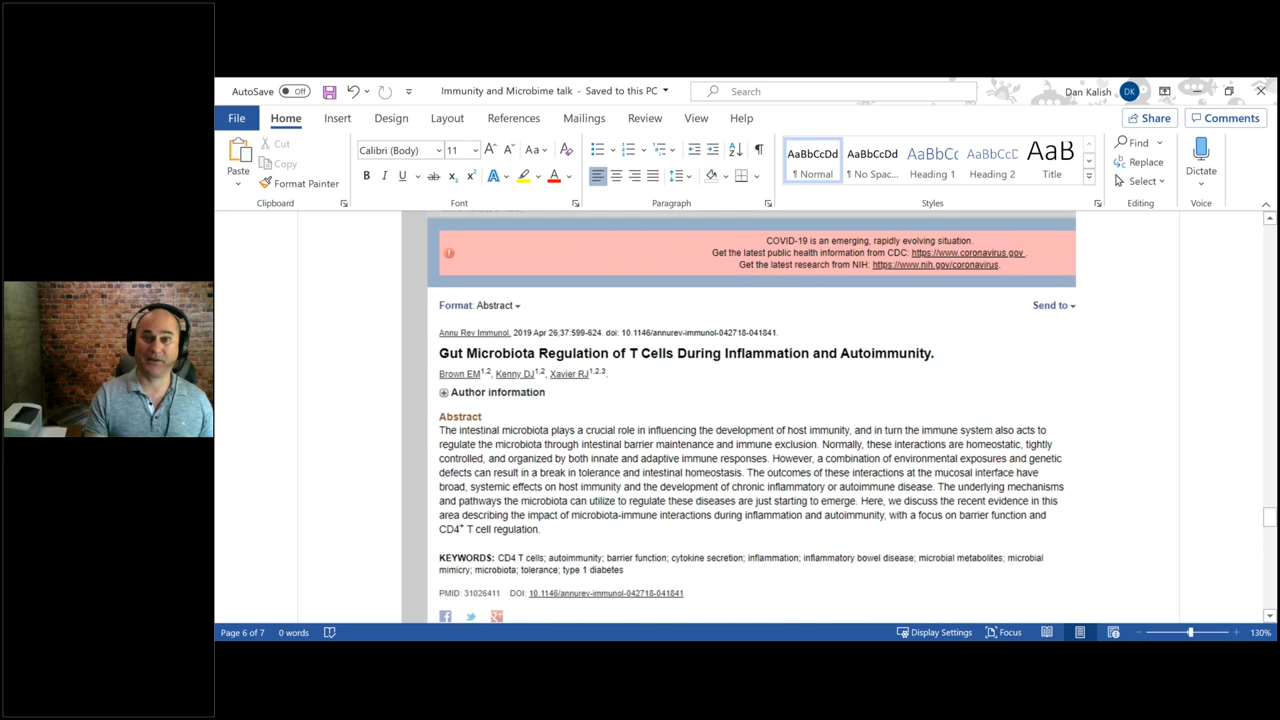 AutoSave Off
Immunity and Microbime talk - Saved to this PC
Search
Dan Kalish DK
File Home Insert Draw Design Layout References Mailings Review View Help
Share Comments
Paste
Cut
Copy
Format Painter
Clipboard
Calibri (Body) 11
Font
Paragraph
AaBbCcDd ¶ Normal
AaBbCcDd ¶ No Spac...
AaBbCc Heading 1
AaBbCcD Heading 2
AaB Title
Styles
Find
Replace
Select
Editing
Dictate
Voice
COVID-19 is an emerging, rapidly evolving situation.
Get the latest public health information from CDC: https://www.coronavirus.gov .
Get the latest research from NIH: https://www.nih.gov/coronavirus.
Format: Abstract Send to
Annu Rev Immunol. 2019 Apr 26;37:599-624. doi: 10.1146/annurev-immunol-042718-041841.
Gut Microbiota Regulation of T Cells During Inflammation and Autoimmunity.
Brown EM1,2, Kenny DJ1,2, Xavier RJ1,2,3.
Author information
Abstract
The intestinal microbiota plays a crucial role in influencing the development of host immunity, and in turn the immune system also acts to
regulate the microbiota through intestinal barrier maintenance and immune exclusion. Normally, these interactions are homeostatic, tightly
controlled, and organized by both innate and adaptive immune responses. However, a combination of environmental exposures and genetic
defects can result in a break in tolerance and intestinal homeostasis. The outcomes of these interactions at the mucosal interface have
broad, systemic effects on host immunity and the development of chronic inflammatory or autoimmune disease. The underlying mechanisms
and pathways the microbiota can utilize to regulate these diseases are just starting to emerge. Here, we discuss the recent evidence in this
area describing the impact of microbiota-immune interactions during inflammation and autoimmunity, with a focus on barrier function and
CD4+ T cell regulation.
KEYWORDS: CD4 T cells; autoimmunity; barrier function; cytokine secretion; inflammation; inflammatory bowel disease; microbial metabolites; microbial
mimicry; microbiota; tolerance; type 1 diabetes
PMID: 31026411 DOI: 10.1146/annurev-immunol-042718-041841
Page 6 of 7 0 words
Display Settings Focus 130%